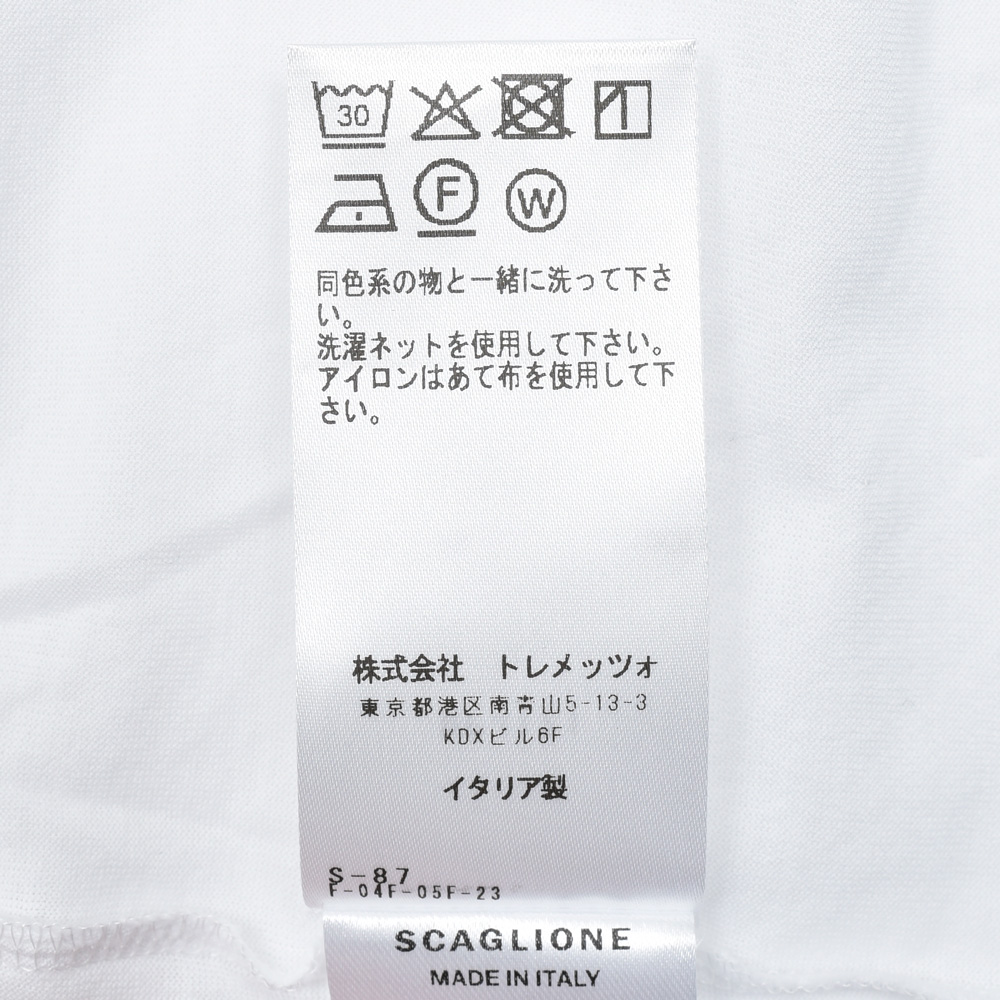 30
F
W
同色系の物と一緒に洗って下さ
い。
洗濯ネットを使用して下さい。
アイロンはあて布を使用して下
さい。
株式会社　トレメッツォ
東京都港区南青山5-13-3
KDXビル6F
イタリア製
S-87
F-04F-05F-23
SCAGLIONE
MADE IN ITALY